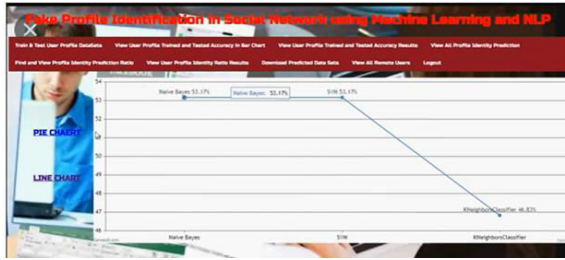 Fake Profile Identification in Social Network using Machine Learning and NLP
Train & Test User Profile DataSets View User Profile Trained and Tested Accuracy in Bar Chart View User Profile Trained and Tested Accuracy Results View All Profile Identity Prediction
Find and View Profile Identity Prediction Ratio View User Profile Identity Ratio Results Download Predicted Data Sets View All Remote Users Logout
54
Naive Bayes 53.17% Naive Bayes: 53.17% SVM 53.17%
53
52
PIE CHAERT
50
49
LINE CHART
48
47
KNeighborsClassifier 46.83%
46
Naive Bayes SVM KNeighborsClassifier